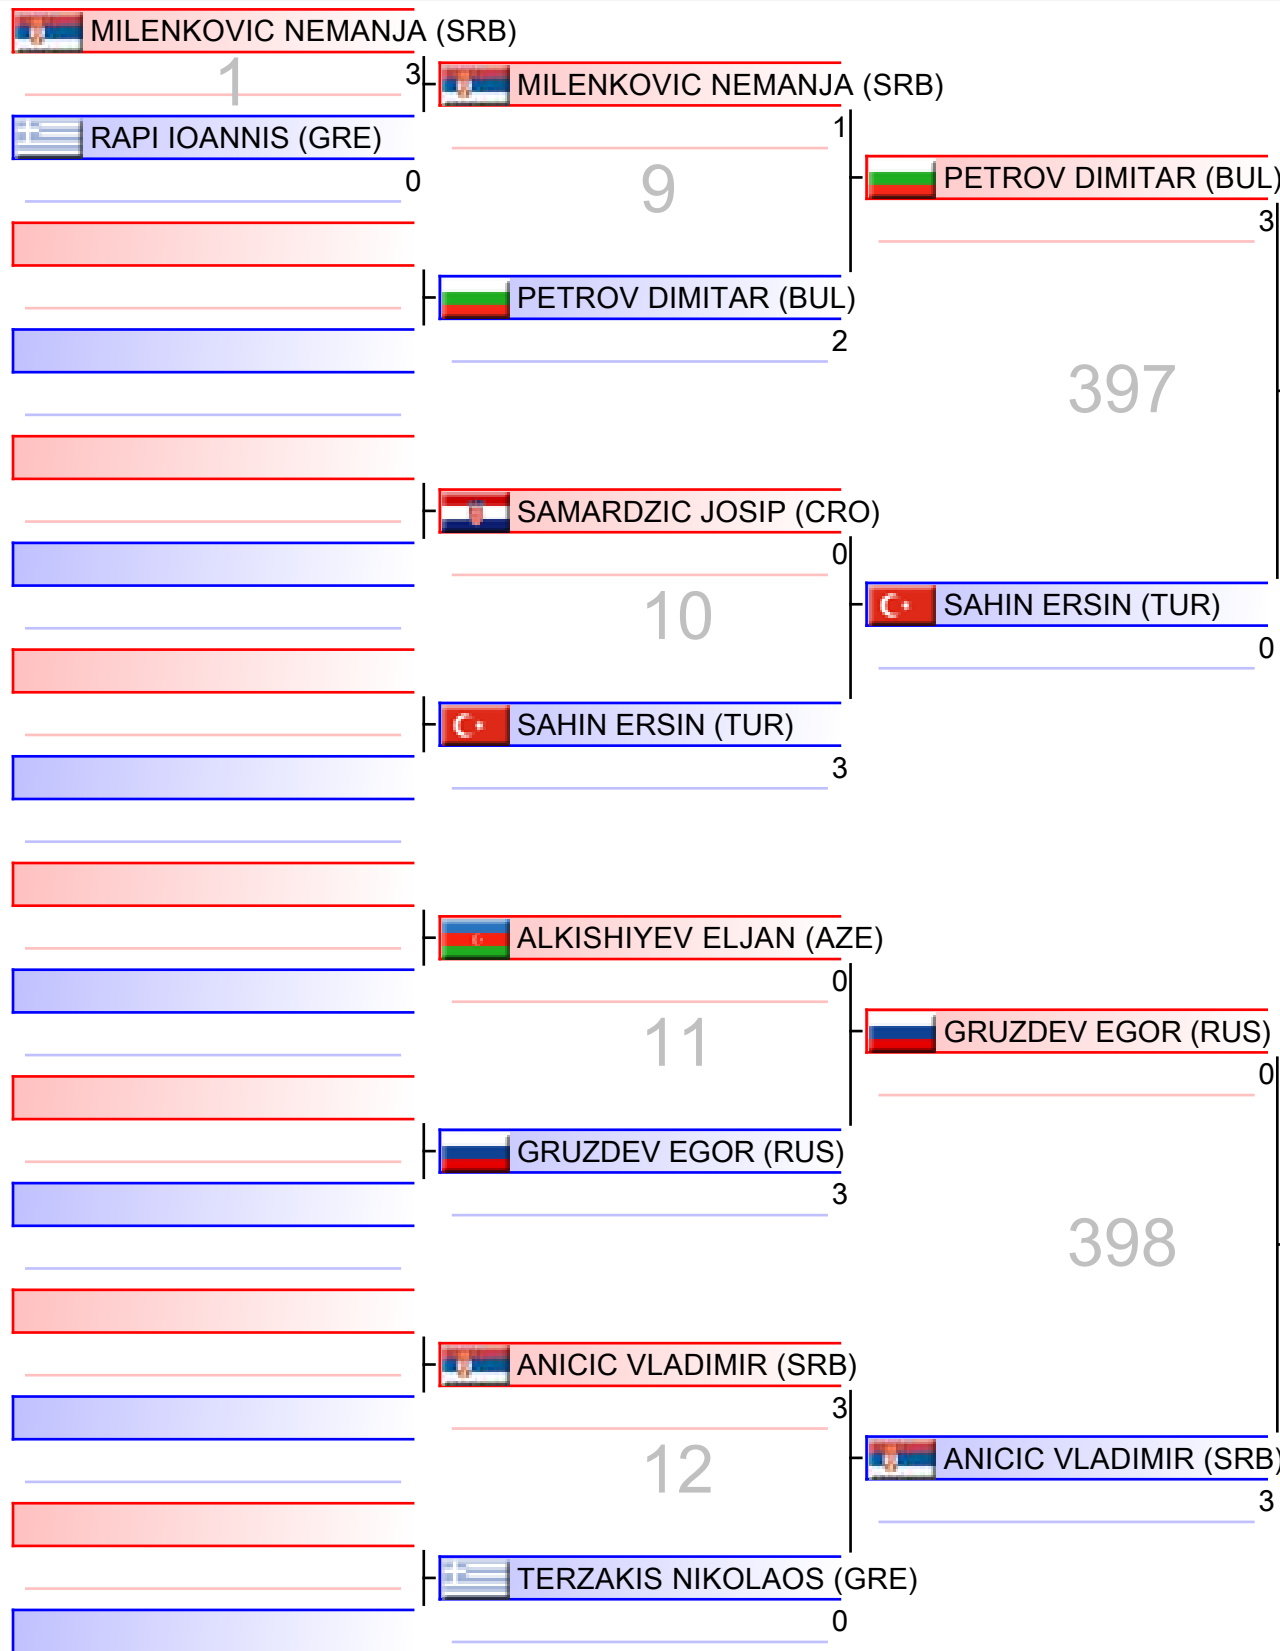 MILENKOVIC NEMANJA (SRB)
1
3
RAPI IOANNIS (GRE)
0
MILENKOVIC NEMANJA (SRB)
1
9
PETROV DIMITAR (BUL)
2
SAMARDZIC JOSIP (CRO)
0
10
SAHIN ERSIN (TUR)
3
ALKISHIYEV ELJAN (AZE)
0
11
GRUZDEV EGOR (RUS)
3
ANICIC VLADIMIR (SRB)
3
12
TERZAKIS NIKOLAOS (GRE)
0
PETROV DIMITAR (BUL)
3
397
SAHIN ERSIN (TUR)
0
GRUZDEV EGOR (RUS)
0
398
ANICIC VLADIMIR (SRB)
3